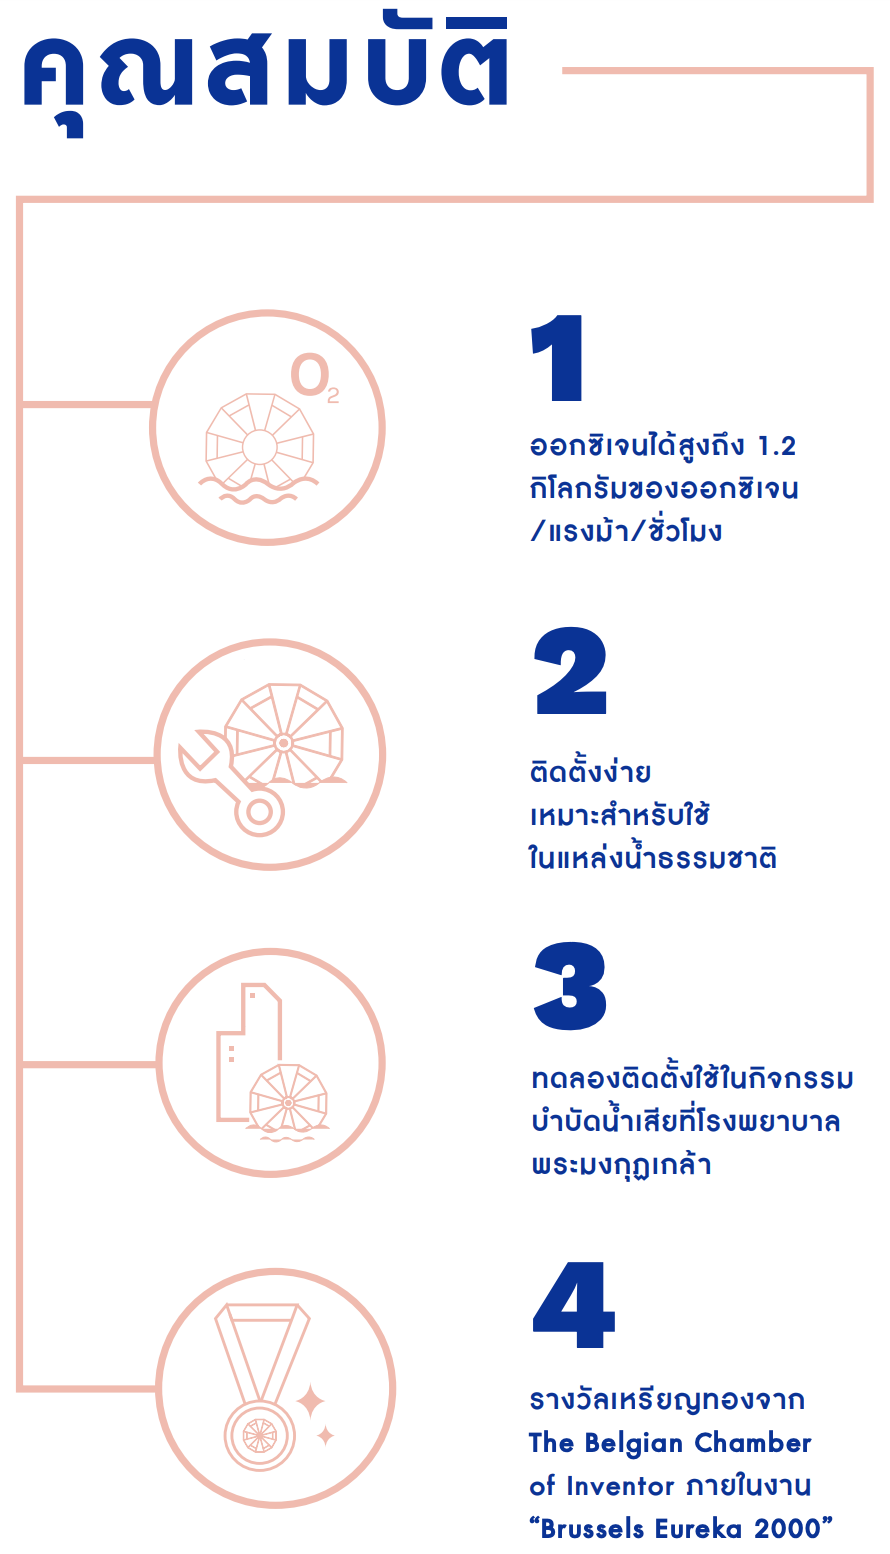 คุณสมบัติ
O2
1
ออกซิเจนได้สูงถึง 1.2
กิโลกรัมของออกซิเจน
/แรงม้า/ชั่วโมง
2
ติดตั้งง่าย
เหมาะสำหรับใช้
ในแหล่งน้ำธรรมชาติ
3
ทดลองติดตั้งใช้ในกิจกรรม
บำบัดน้ำเสียที่โรงพยาบาล
พระมงกุฏเกล้า
4
รางวัลเหรียญทองจาก
The Belgian Chamber
of Inventor ภายในงาน
“Brussels Eureka 2000”